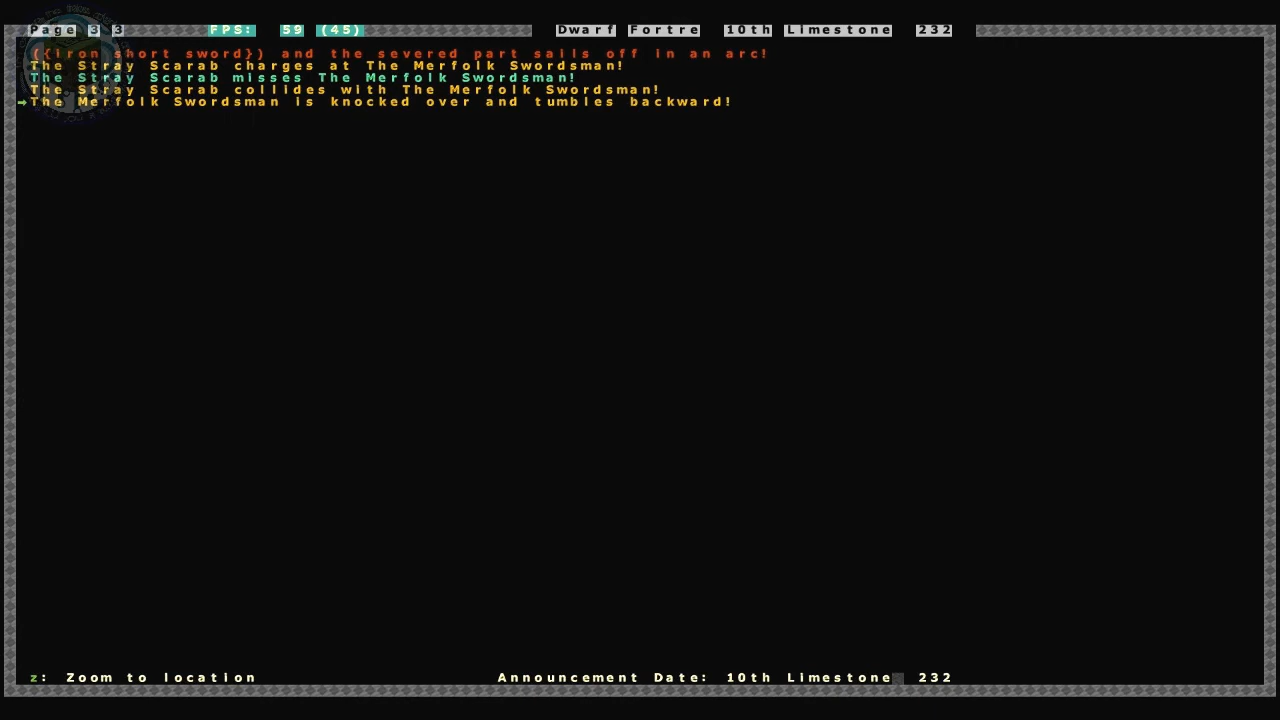 Page 3 3 FPS: 59 (45) Dwarf Fortre 10th Limestone 232
({iron short sword}) and the severed part sails off in an arc!
The Stray Scarab charges at The Merfolk Swordsman!
The Stray Scarab misses The Merfolk Swordsman!
The Stray Scarab collides with The Merfolk Swordsman!
The Merfolk Swordsman is knocked over and tumbles backward!
z: Zoom to location Announcement Date: 10th Limestone 232